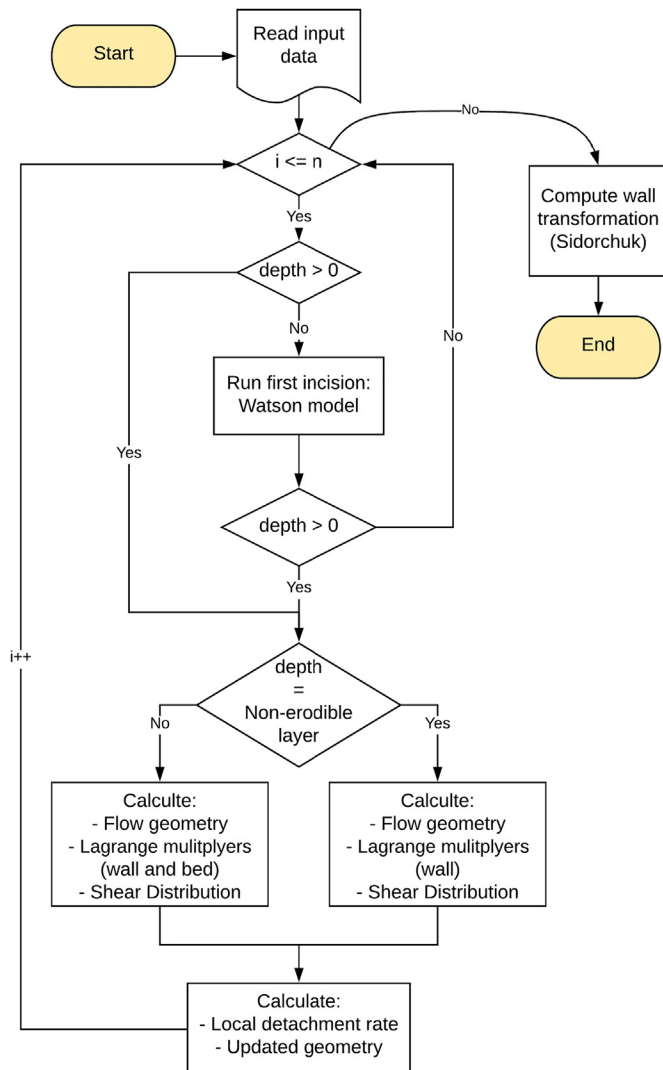 Start
Read input
data
No
i <= n
Compute wall
transformation
(Sidorchuk)
Yes
depth > 0
No
No
End
Run first incision:
Watson model
Yes
depth > 0
Yes
i++
depth
=
Non-erodible
layer
No
Yes
Calculte:
- Flow geometry
- Lagrange mulitplyers
(wall and bed)
- Shear Distribution
Calculte:
- Flow geometry
- Lagrange mulitplyers
(wall)
- Shear Distribution
Calculate:
- Local detachment rate
- Updated geometry